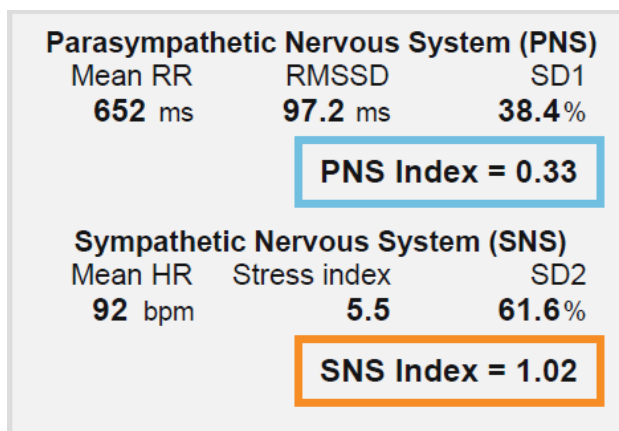 Parasympathetic Nervous System (PNS)
Mean RR RMSSD SD1
652 ms 97.2 ms 38.4%
PNS Index = 0.33
Sympathetic Nervous System (SNS)
Mean HR Stress index SD2
92 bpm 5.5 61.6%
SNS Index = 1.02